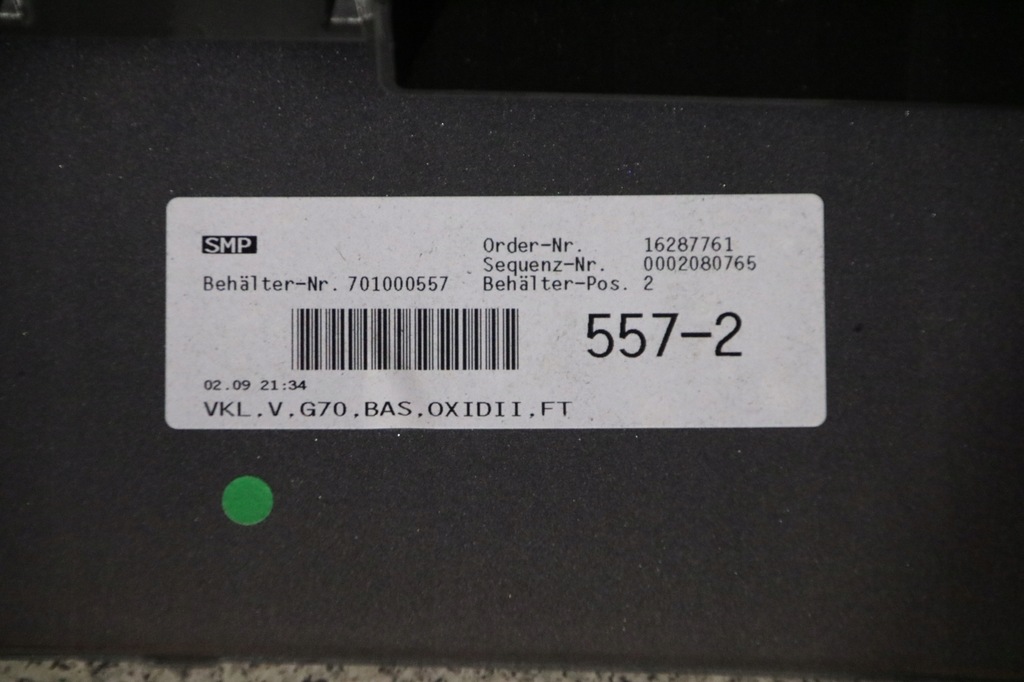 SMP
Order-Nr. 16287761
Sequenz-Nr. 0002080765
Behälter-Nr. 701000557 Behälter-Pos. 2
557-2
02.09 21:34
VKL.V.G70.BAS.OXIDII.FT